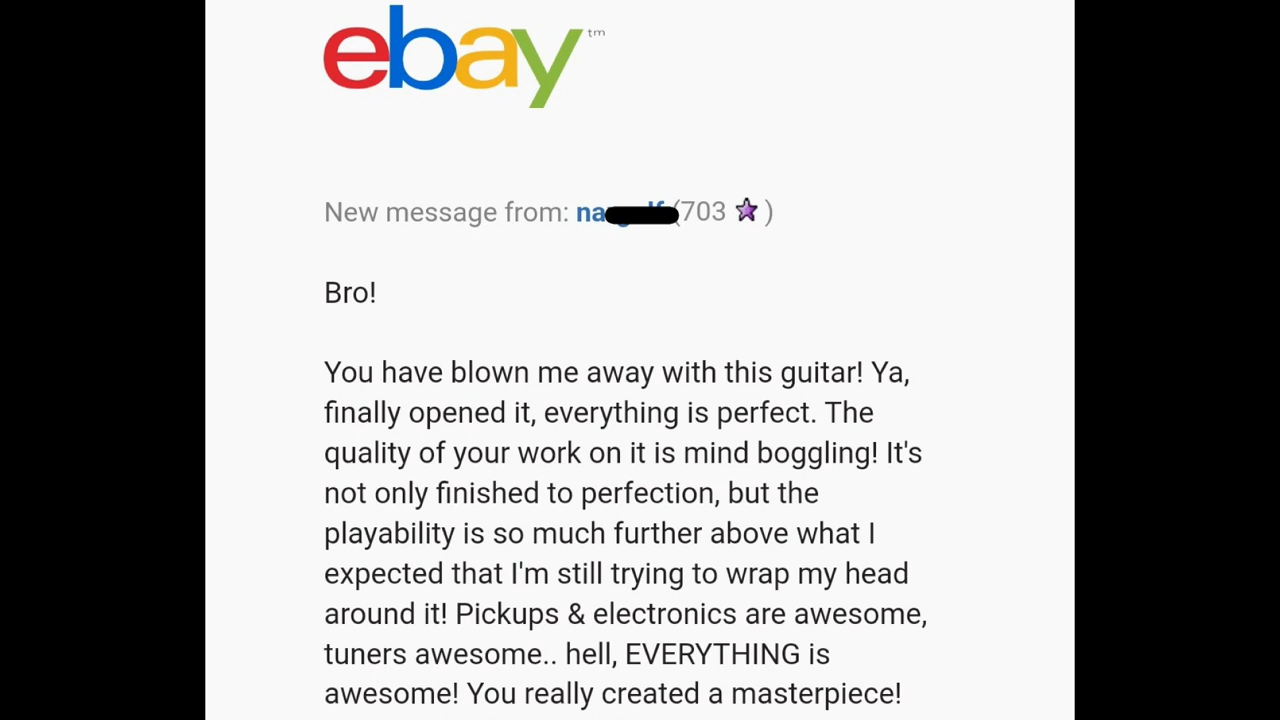 ebay™
New message from: na (703 )
Bro!
You have blown me away with this guitar! Ya,
finally opened it, everything is perfect. The
quality of your work on it is mind boggling! It's
not only finished to perfection, but the
playability is so much further above what I
expected that I'm still trying to wrap my head
around it! Pickups & electronics are awesome,
tuners awesome.. hell, EVERYTHING is
awesome! You really created a masterpiece!